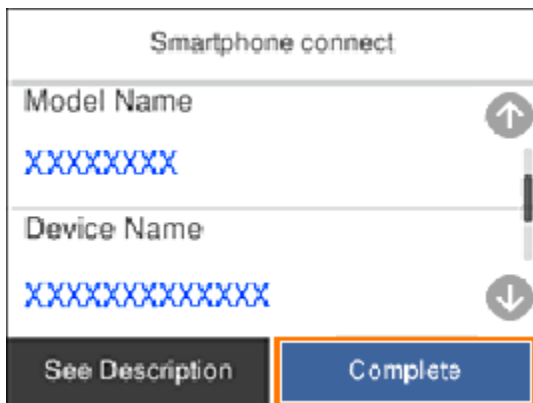 Smartphone connect
Model Name
XXXXXXXX
Device Name
XXXXXXXXXXXXX
See Description
Complete